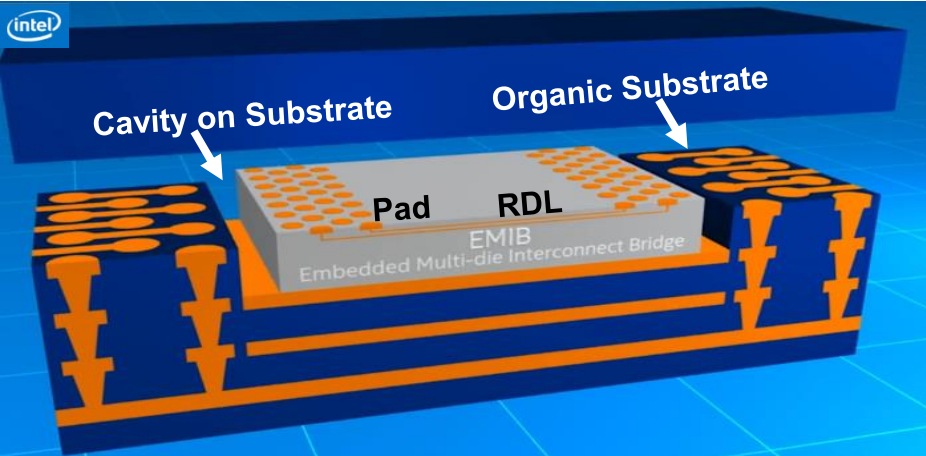 intel
Cavity on Substrate
Organic Substrate
Pad
RDL
EMIB
Embedded Multi-die Interconnect Bridge